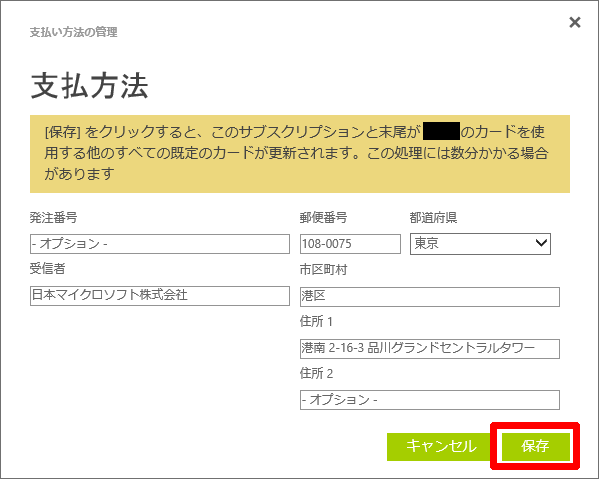 支払い方法の管理
支払方法
[保存] をクリックすると、このサブスクリプションと末尾が のカードを使
用する他のすべての既定のカードが更新されます。この処理には数分かかる場合
があります
発注番号
- オプション -
受信者
日本マイクロソフト株式会社
郵便番号
都道府県
108-0075
東京
市区町村
港区
住所 1
港南 2-16-3 品川グランドセントラルタワー
住所 2
- オプション -
キャンセル
保存